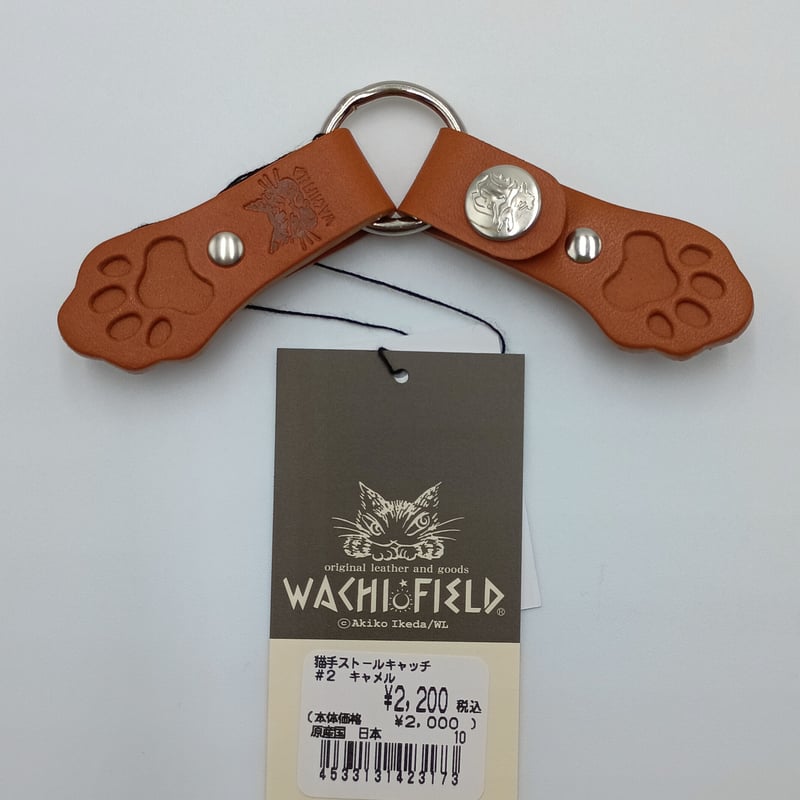 WACHIFIELD
original leather and goods
WACHIFIELD®
©Akiko Ikeda/WL
猫手ストールキャッチ
#2 キャメル
¥2,200 税込
(本体価格 ¥2,000 )
原産国 日本 10
4533131423173